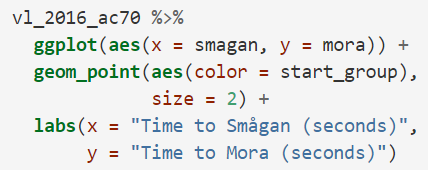 vl_2016_ac70 %>%
  ggplot(aes(x = smagan, y = mora)) +
  geom_point(aes(color = start_group),
             size = 2) +
  labs(x = "Time to Smågan (seconds)",
       y = "Time to Mora (seconds)")